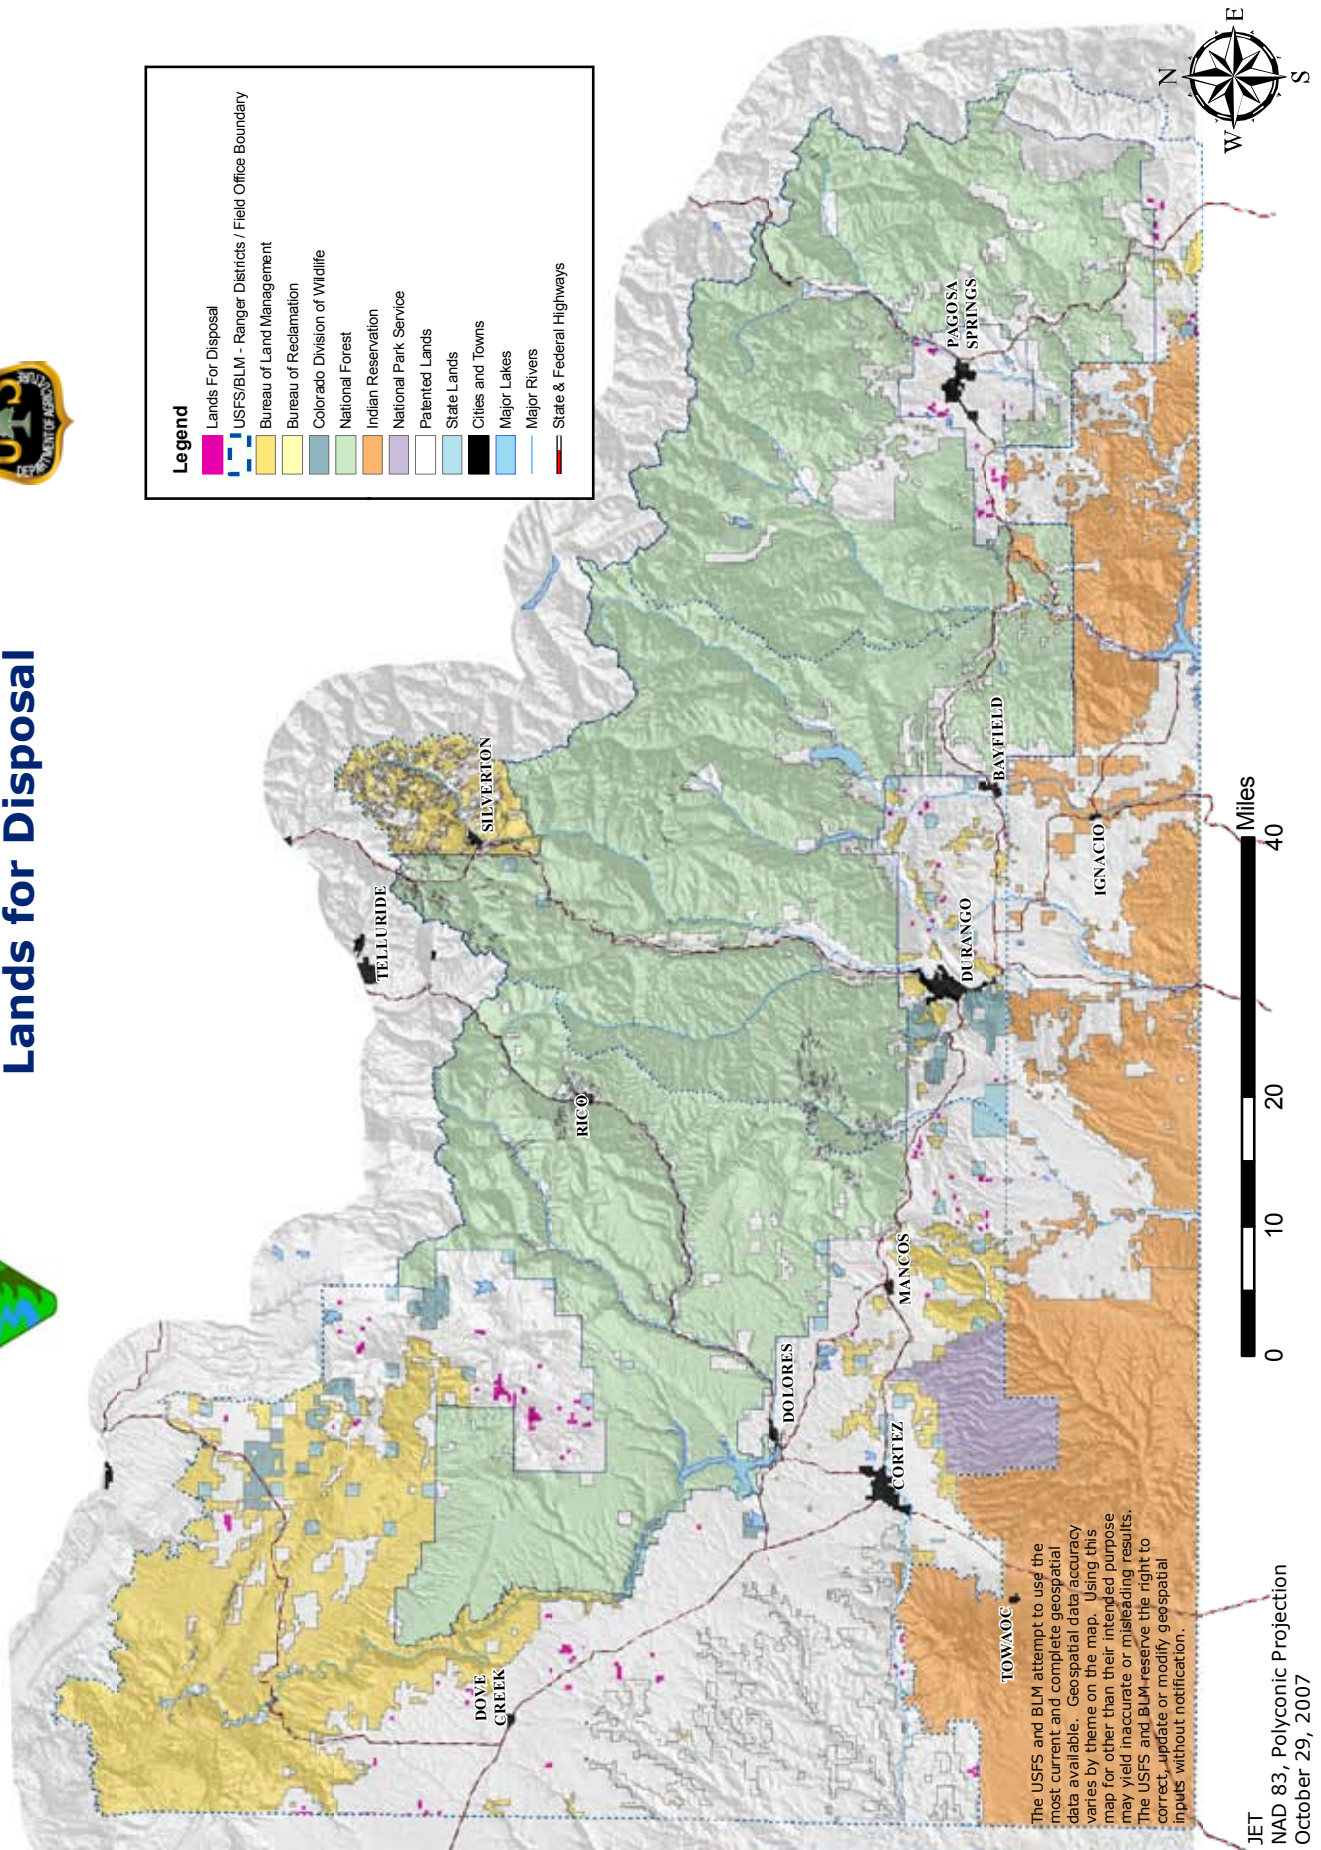 Lands for Disposal
DEPARTMENT OF AGRICULTURE
Legend
Lands For Disposal
USFS/BLM - Ranger Districts / Field Office Boundary
Bureau of Land Management
Bureau of Reclamation
Colorado Division of Wildlife
National Forest
Indian Reservation
National Park Service
Patented Lands
State Lands
Cities and Towns
Major Lakes
Major Rivers
State & Federal Highways
TELLURIDE
SILVERTON
RICO
PAGOSA
SPRINGS
DOVE
CREEK
DOLORES
MANCOS
CORTEZ
DURANGO
BAYFIELD
IGNACIO
TOWAOC
N
E
S
W
The USFS and BLM attempt to use the
most current and complete geospatial
data available. Geospatial data accuracy
varies by theme on the map. Using this
map for other than their intended purpose
may yield inaccurate or misleading results.
The USFS and BLM reserve the right to
correct, update or modify geospatial
inputs without notification.
Miles
0 10 20 40
JET
NAD 83, Polyconic Projection
October 29, 2007